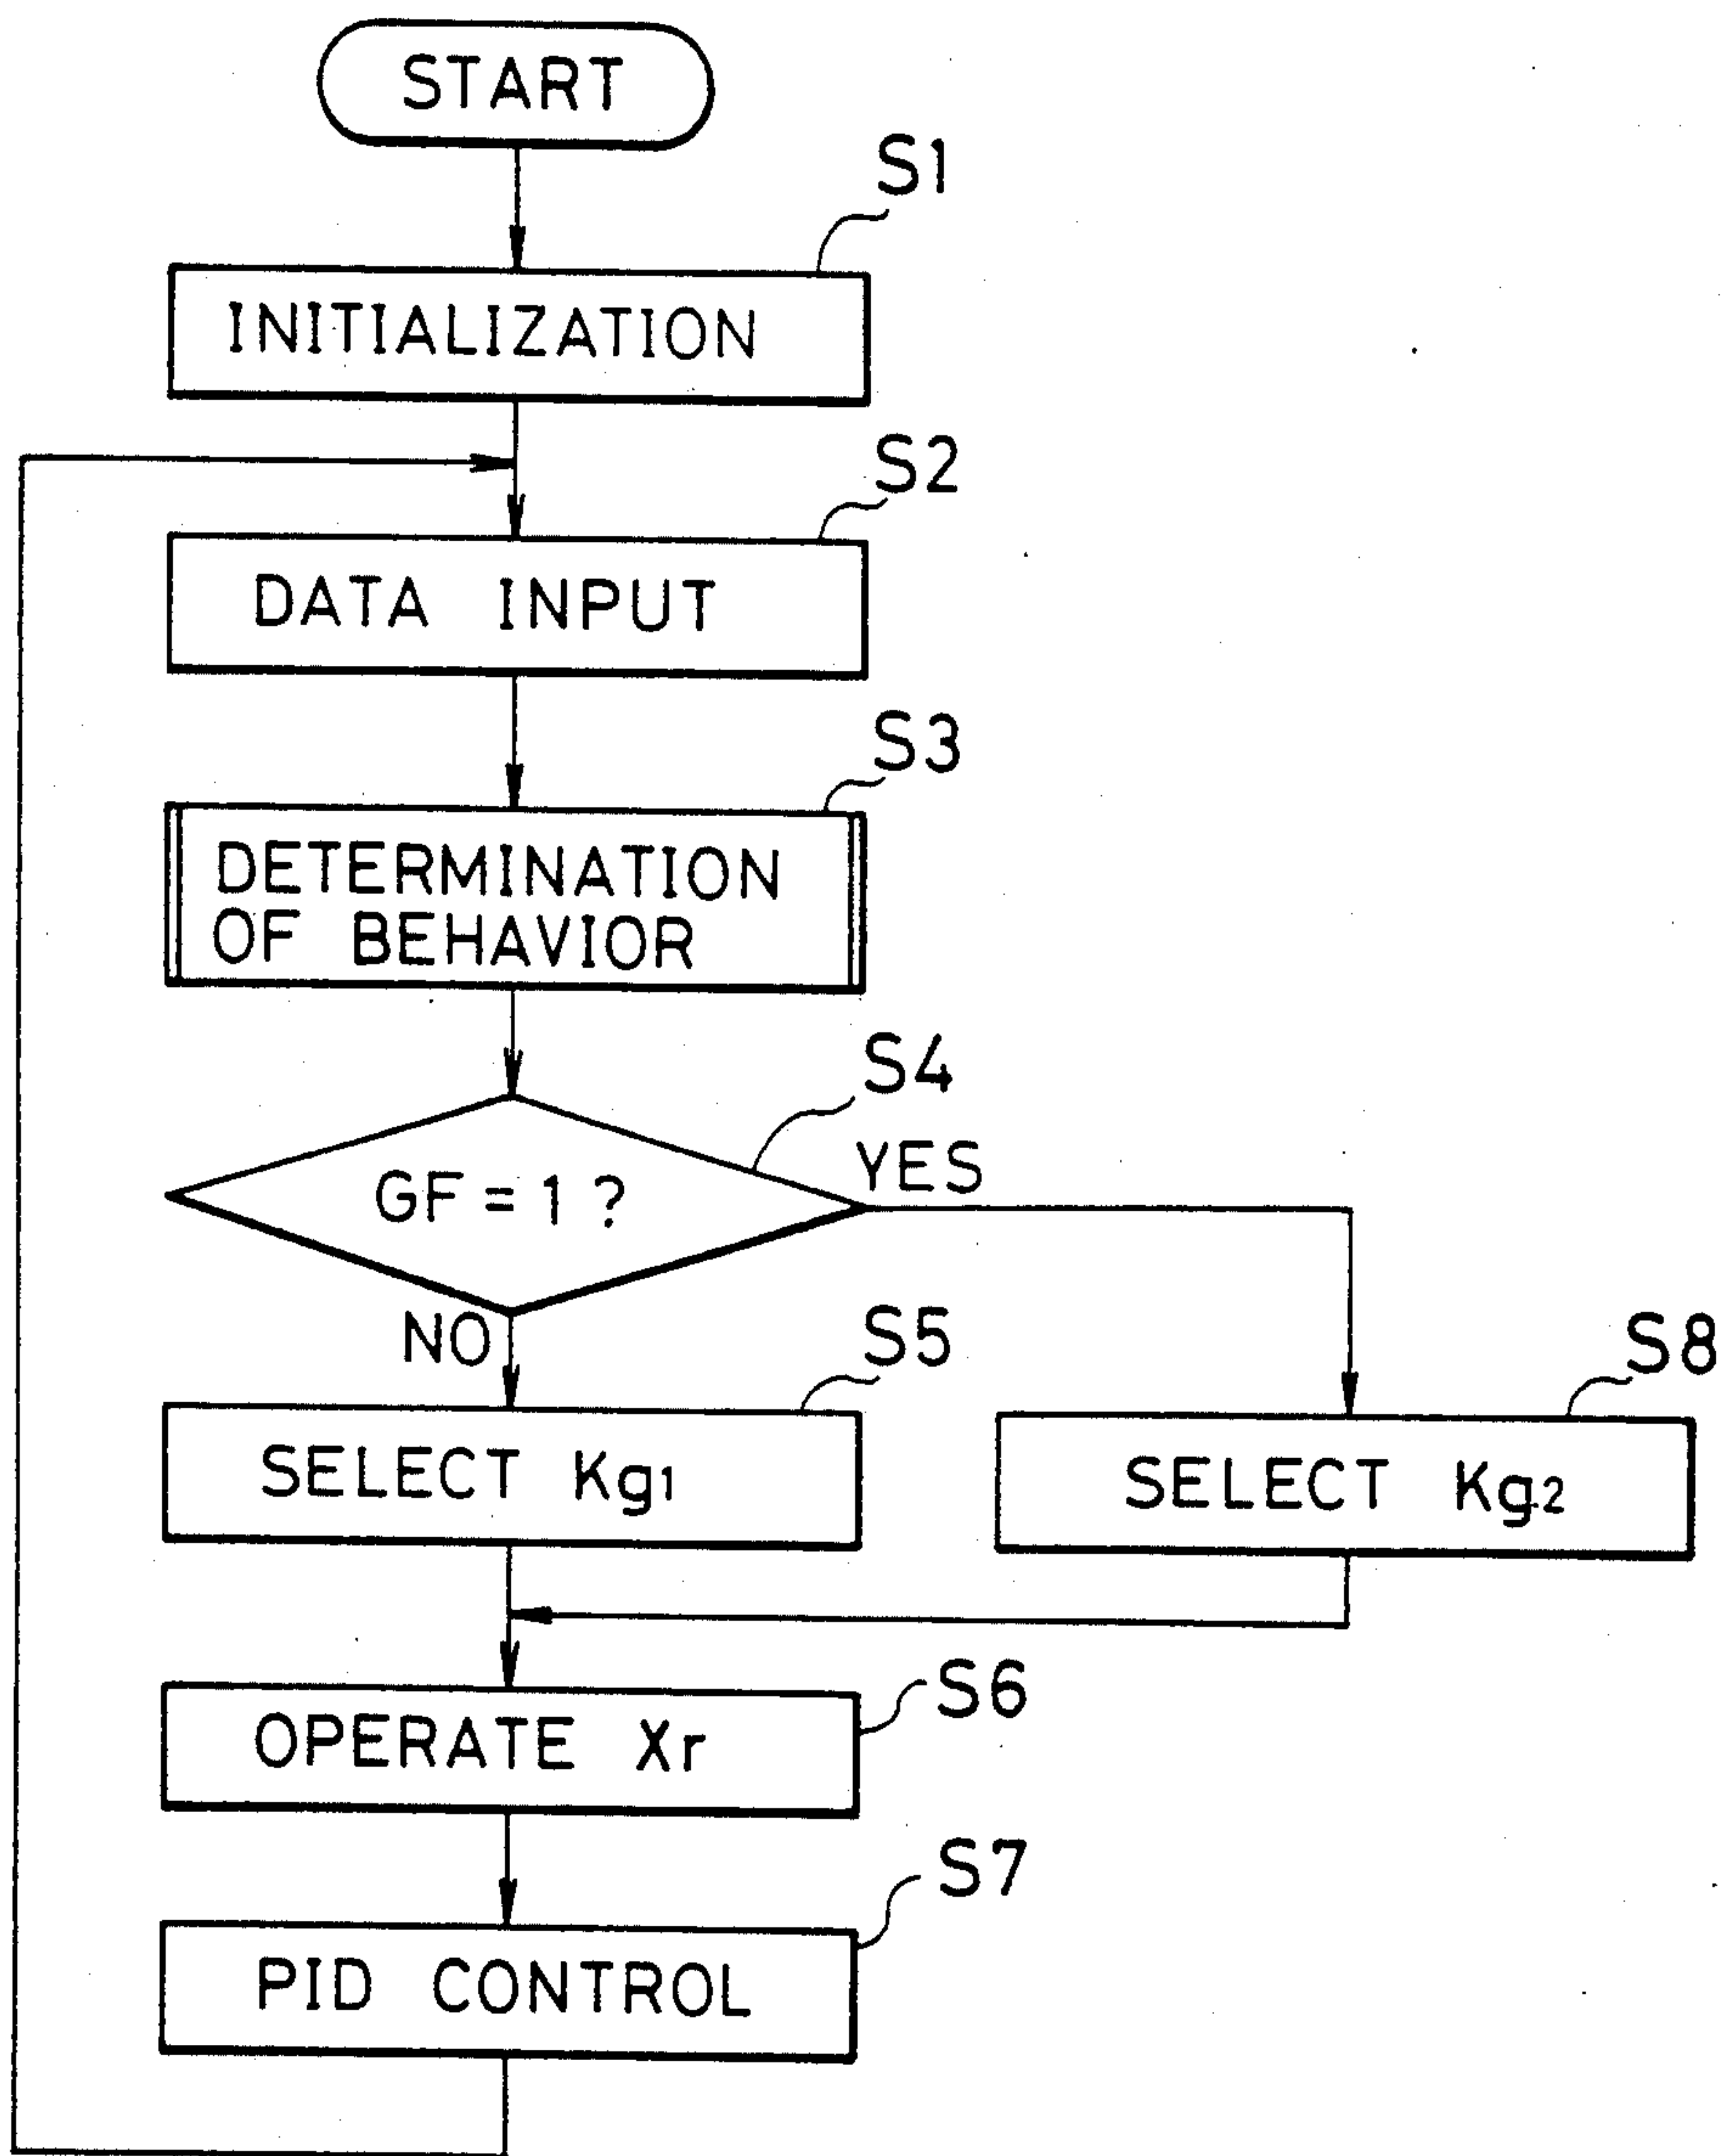 START
S1
INITIALIZATION
S2
DATA INPUT
S3
DETERMINATION
OF BEHAVIOR
S4
GF = 1 ?
YES
NO
S5
SELECT Kg1
S8
SELECT Kg2
S6
OPERATE Xr
S7
PID CONTROL